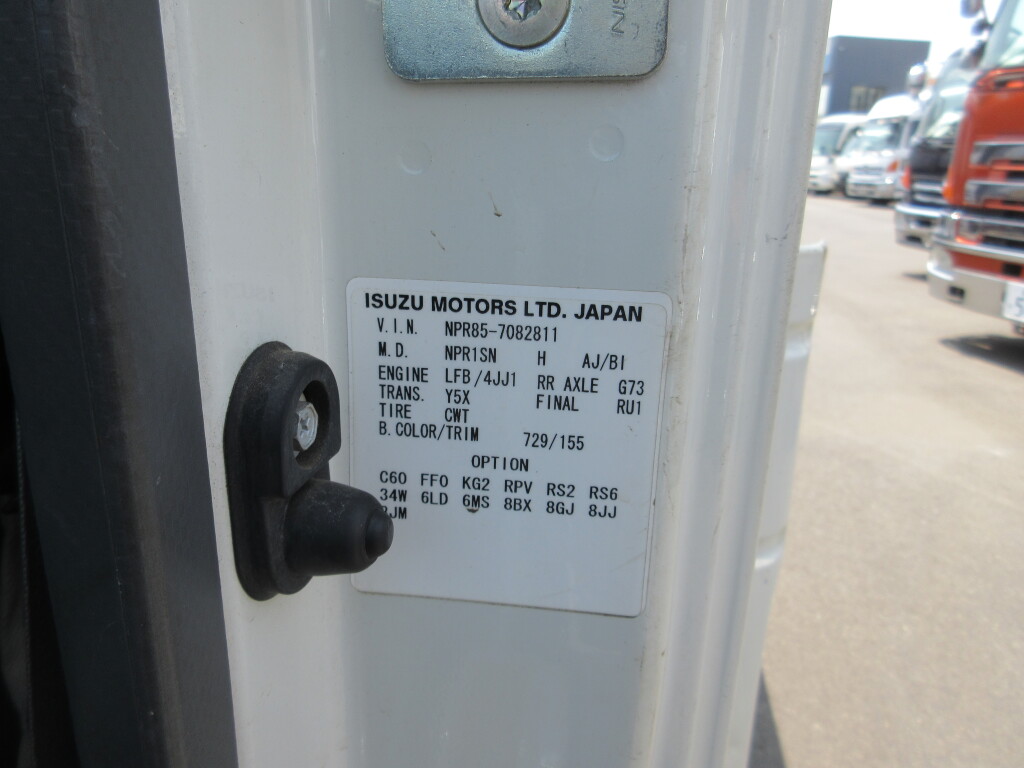 ISUZU MOTORS LTD. JAPAN
V.I.N. NPR85-7082811
M.D. NPR1SN H AJ/BI
ENGINE LFB/4JJ1 RR AXLE G73
TRANS. Y5X FINAL RU1
TIRE CWT
B.COLOR/TRIM 729/155
OPTION
C60 FF0 KG2 RPV RS2 RS6
34W 6LD 6MS 8BX 8GJ 8JJ